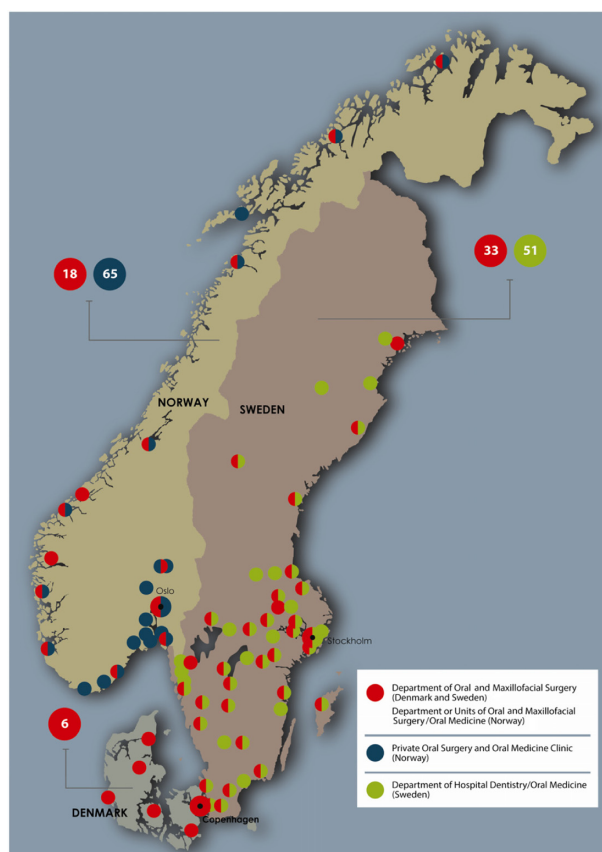 18
65
33
51
NORWAY
SWEDEN
Oslo
Stockholm
6
DENMARK
Copenhagen
Department of Oral and Maxillofacial Surgery
(Denmark and Sweden)
Department or Units of Oral and Maxillofacial
Surgery/Oral Medicine (Norway)
Private Oral Surgery and Oral Medicine Clinic
(Norway)
Department of Hospital Dentistry/Oral Medicine
(Sweden)